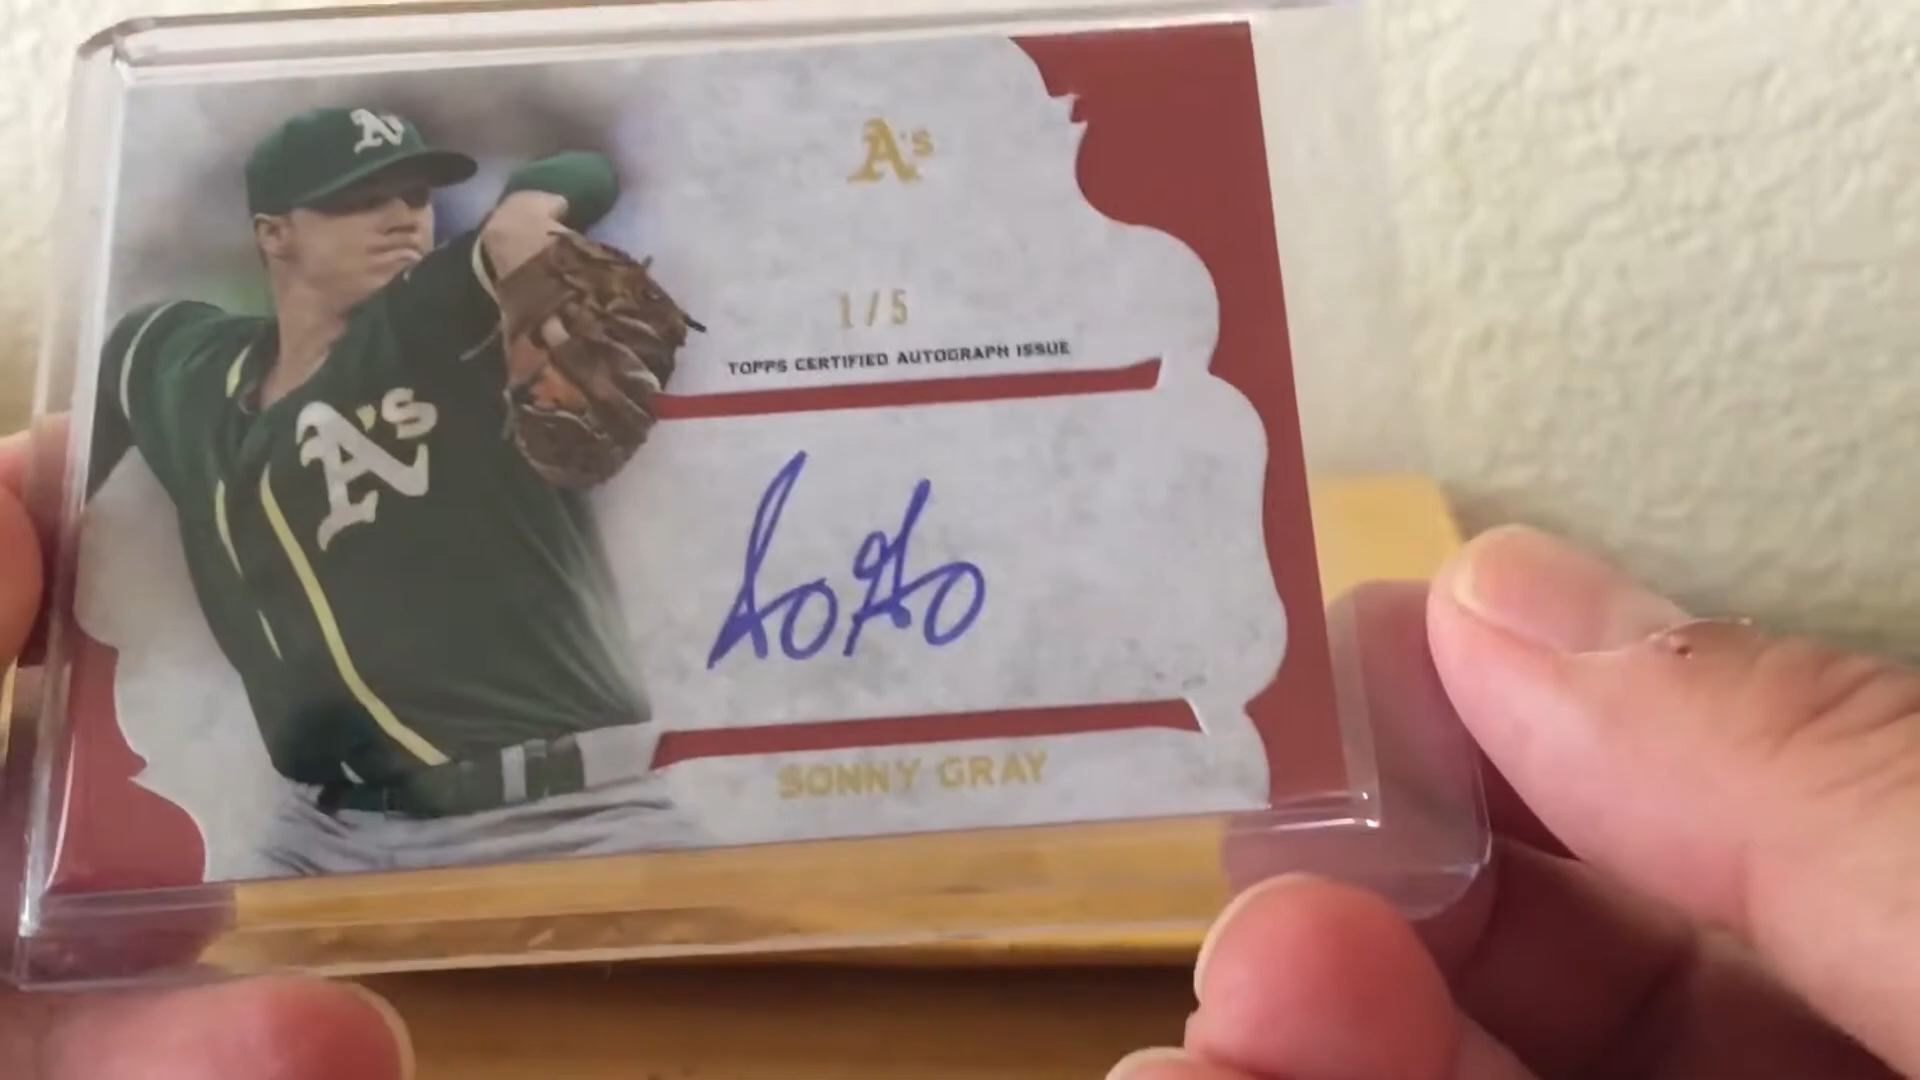 A's
A's
1/5
TOPPS CERTIFIED AUTOGRAPH ISSUE
A's
SONNY GRAY